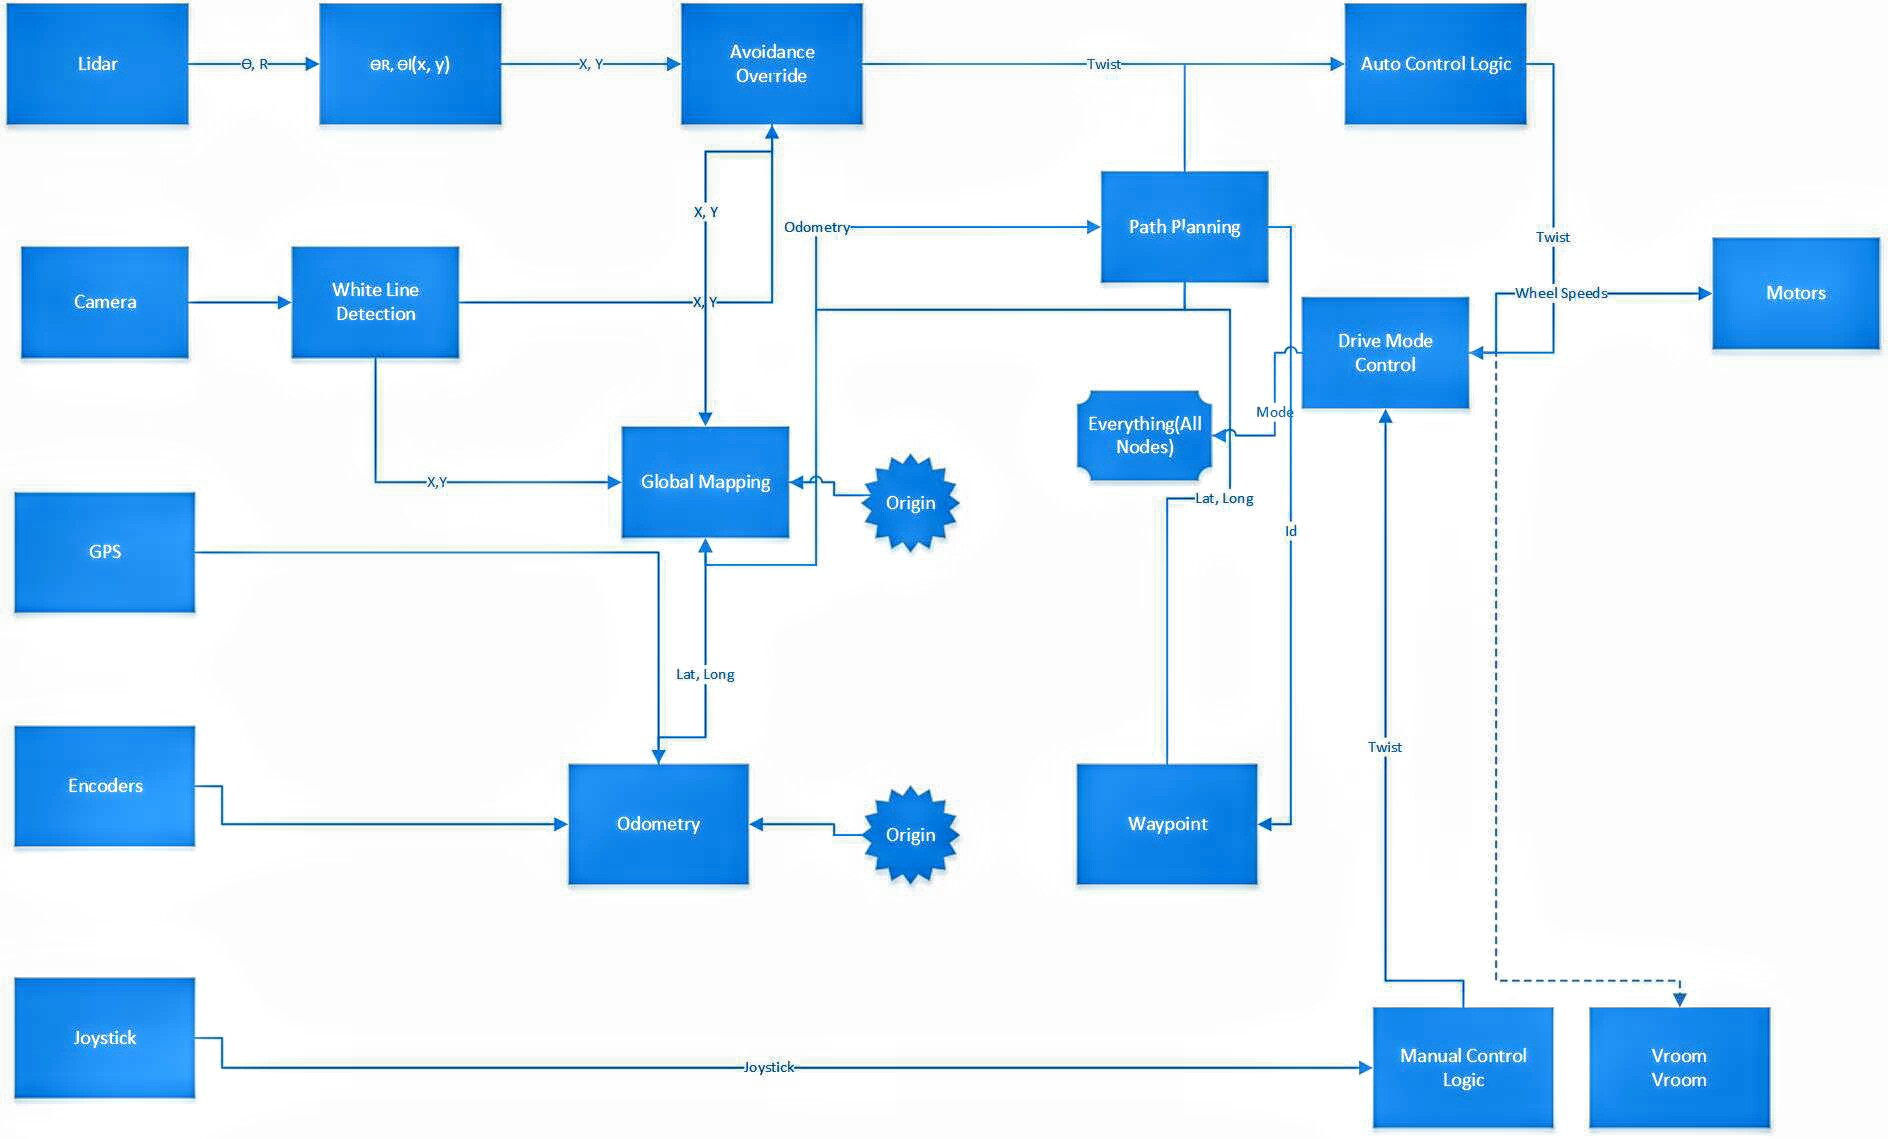 Lidar
Ө, R
ӨR, ӨI(x, y)
X, Y
Avoidance
Override
Twist
Auto Control Logic
X, Y
Odometry
Path Planning
Twist
Camera
White Line
Detection
X, Y
Wheel Speeds
Motors
Drive Mode
Control
Mode
Everything(All
Nodes)
X,Y
Global Mapping
Origin
Lat, Long
Id
GPS
Lat, Long
Twist
Encoders
Odometry
Origin
Waypoint
Joystick
Joystick
Manual Control
Logic
Vroom
Vroom